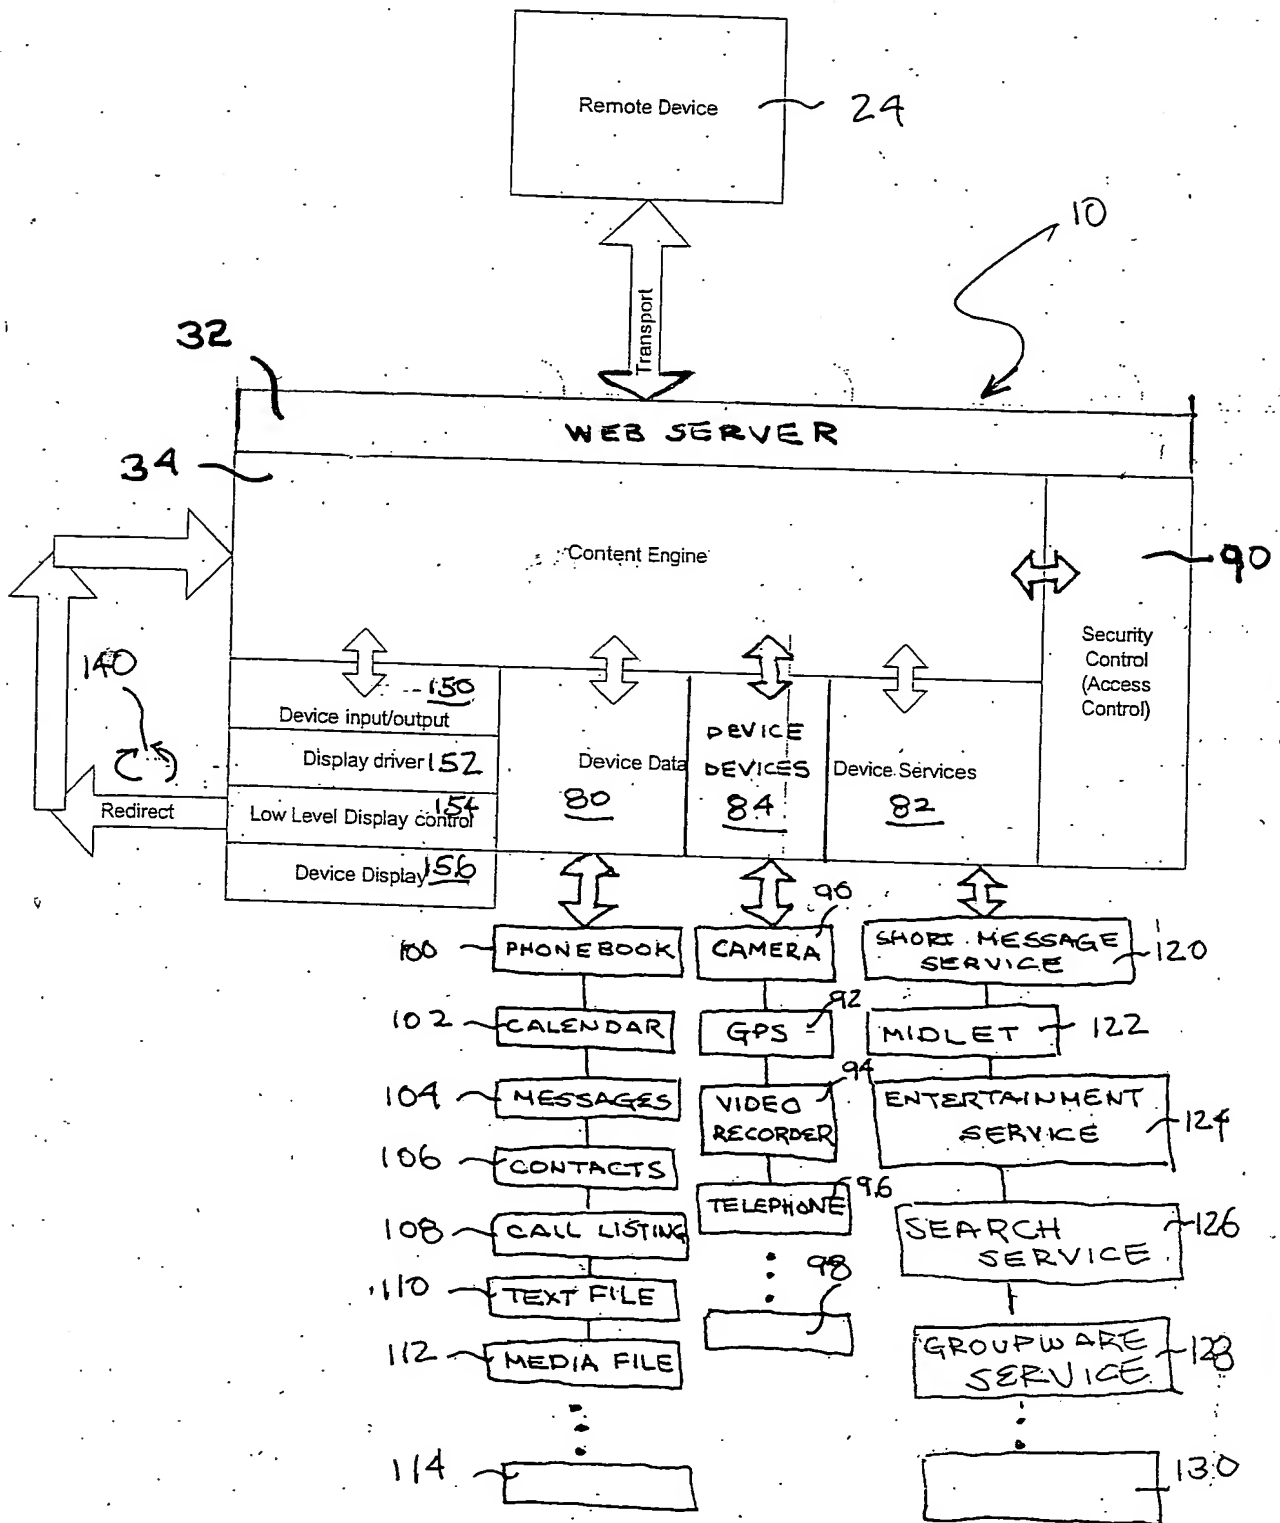 Remote Device
24
10
Transport
32
WEB SERVER
34
Content Engine
90
Security
Control
(Access
Control)
140
150
Device input/output
Display driver 152
154
Low Level Display control
Device Display 156
Redirect
Device Data
80
DEVICE
DEVICES
84
Device Services
82
100
PHONEBOOK
102
CALENDAR
104
MESSAGES
106
CONTACTS
108
CALL LISTING
110
TEXT FILE
112
MEDIA FILE
114
90
CAMERA
92
GPS
94
VIDEO
RECORDER
96
TELEPHONE
98
SHORT MESSAGE
SERVICE
120
MIDLET
122
ENTERTAINMENT
SERVICE
124
SEARCH
SERVICE
126
GROUPWARE
SERVICE
128
130